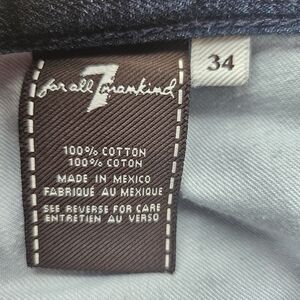 for all 7 mankind
34
100% COTTON
100% COTON
MADE IN MEXICO
FABRIQUÉ AU MEXIQUE
SEE REVERSE FOR CARE
ENTRETIEN AU VERSO